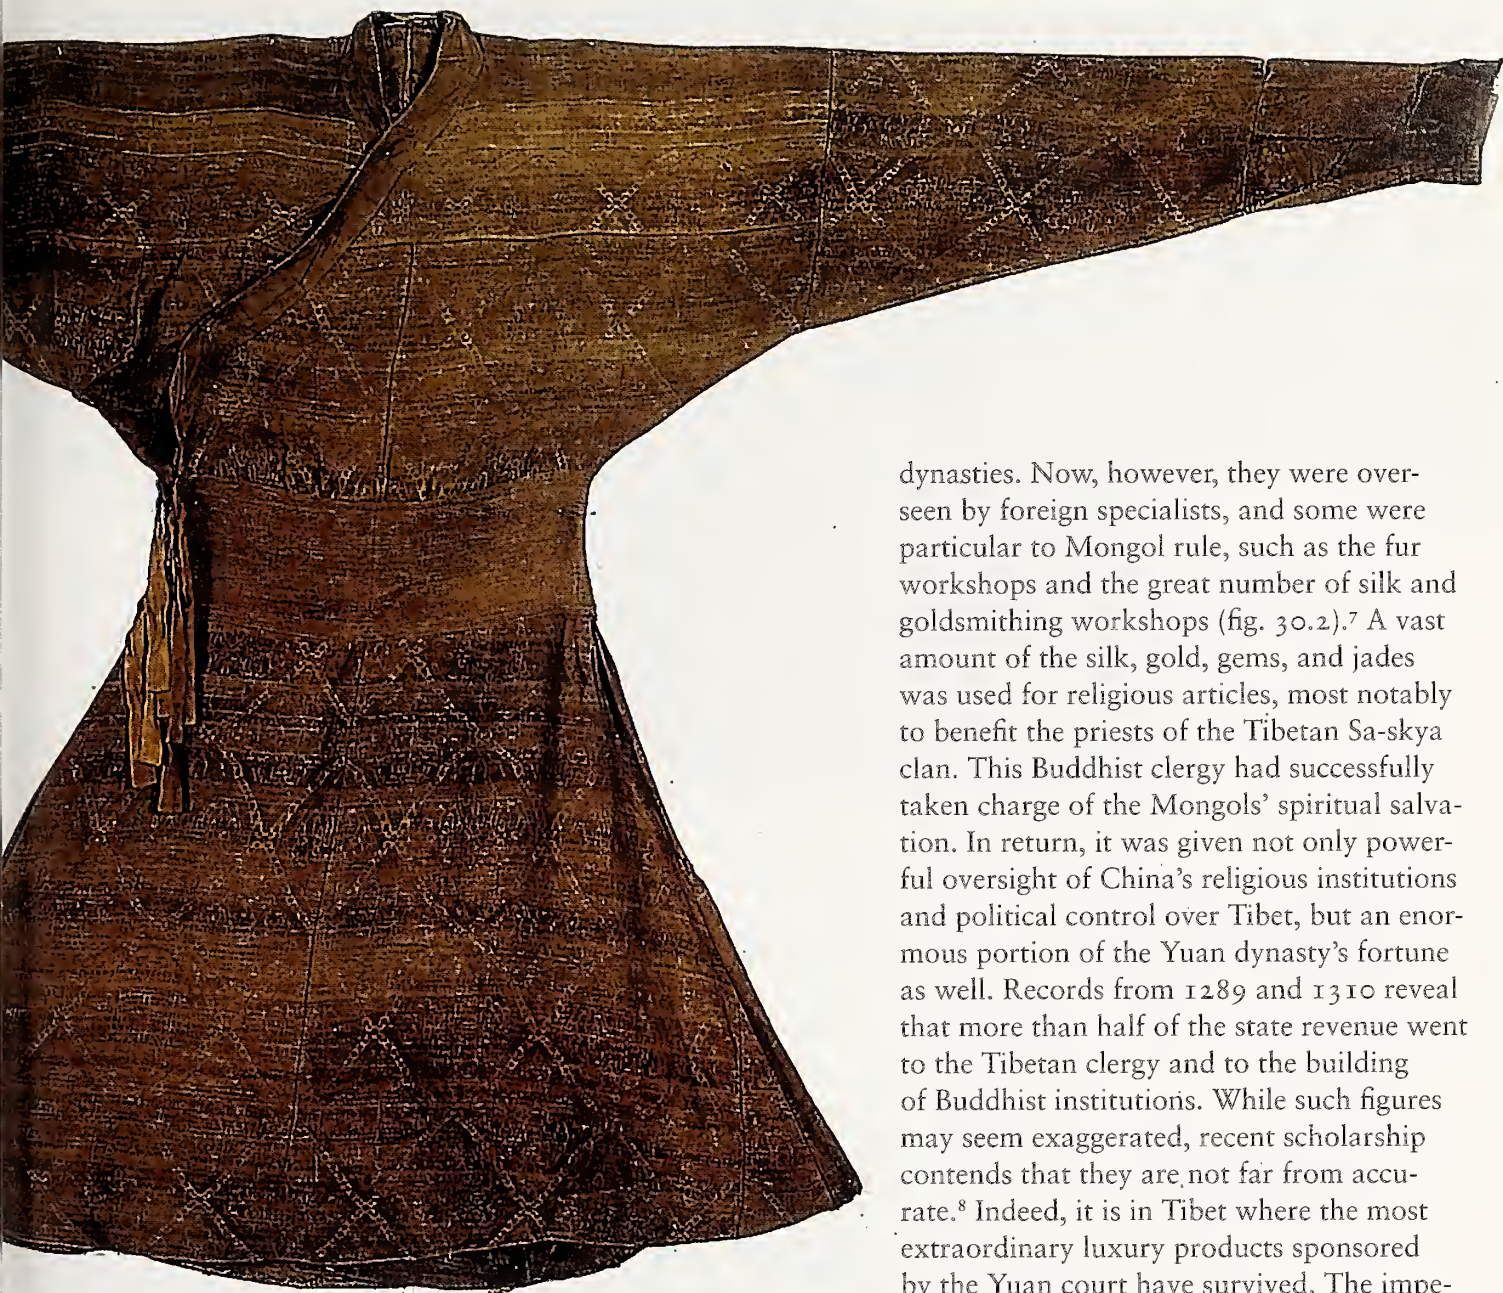 dynasties. Now, however, they were over-
seen by foreign specialists, and some were
particular to Mongol rule, such as the fur
workshops and the great number of silk and
goldsmithing workshops (fig. 30.2).⁷ A vast
amount of the silk, gold, gems, and jades
was used for religious articles, most notably
to benefit the priests of the Tibetan Sa-skya
clan. This Buddhist clergy had successfully
taken charge of the Mongols’ spiritual salva-
tion. In return, it was given not only power-
ful oversight of China’s religious institutions
and political control over Tibet, but an enor-
mous portion of the Yuan dynasty’s fortune
as well. Records from 1289 and 1310 reveal
that more than half of the state revenue went
to the Tibetan clergy and to the building
of Buddhist institutions. While such figures
may seem exaggerated, recent scholarship
contends that they are not far from accu-
rate.⁸ Indeed, it is in Tibet where the most
extraordinary luxury products sponsored
by the Yuan court have survived. The impe-